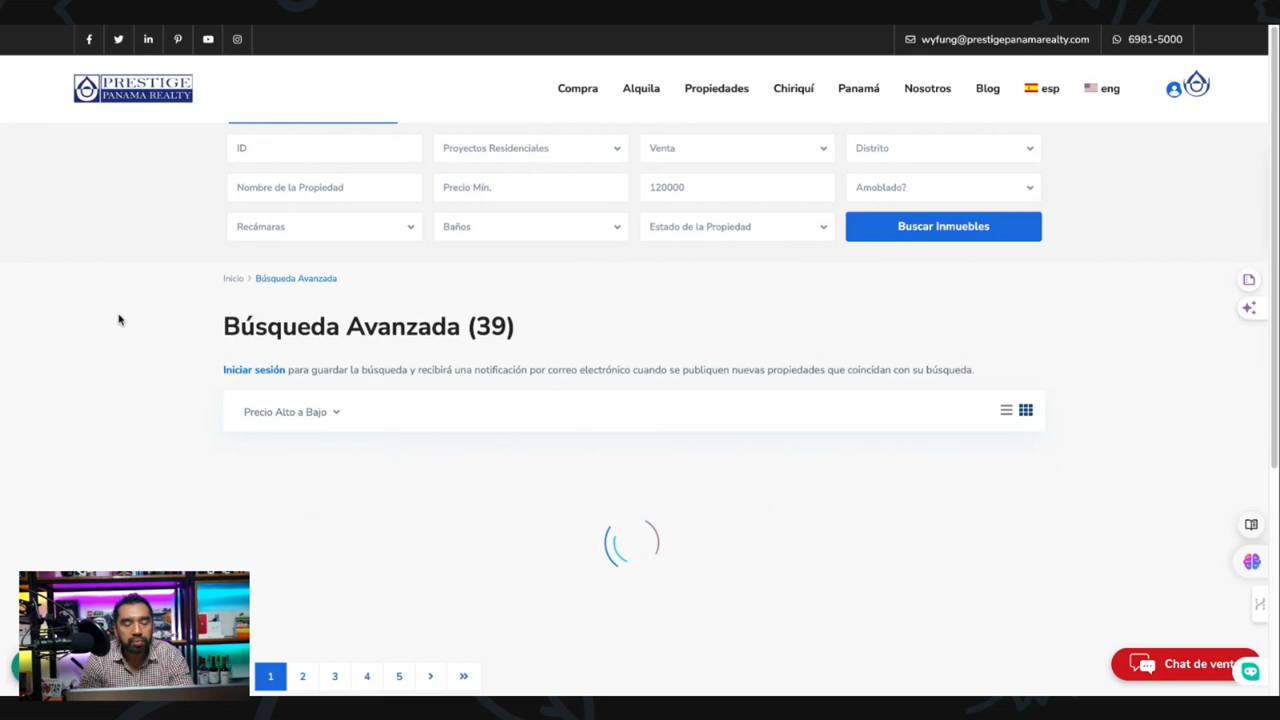 wyfung@prestigepanamarealty.com
6981-5000
PRESTIGE
PANAMA REALTY
Compra
Alquila
Propiedades
Chiriquí
Panamá
Nosotros
Blog
esp
eng
ID
Proyectos Residenciales
Venta
Distrito
Nombre de la Propiedad
Precio Mín.
120000
Amoblado?
Recámaras
Baños
Estado de la Propiedad
Buscar Inmuebles
Inicio > Búsqueda Avanzada
Búsqueda Avanzada (39)
Iniciar sesión para guardar la búsqueda y recibirá una notificación por correo electrónico cuando se publiquen nuevas propiedades que coincidan con su búsqueda.
Precio Alto a Bajo
1 2 3 4 5 › »
Chat de vent